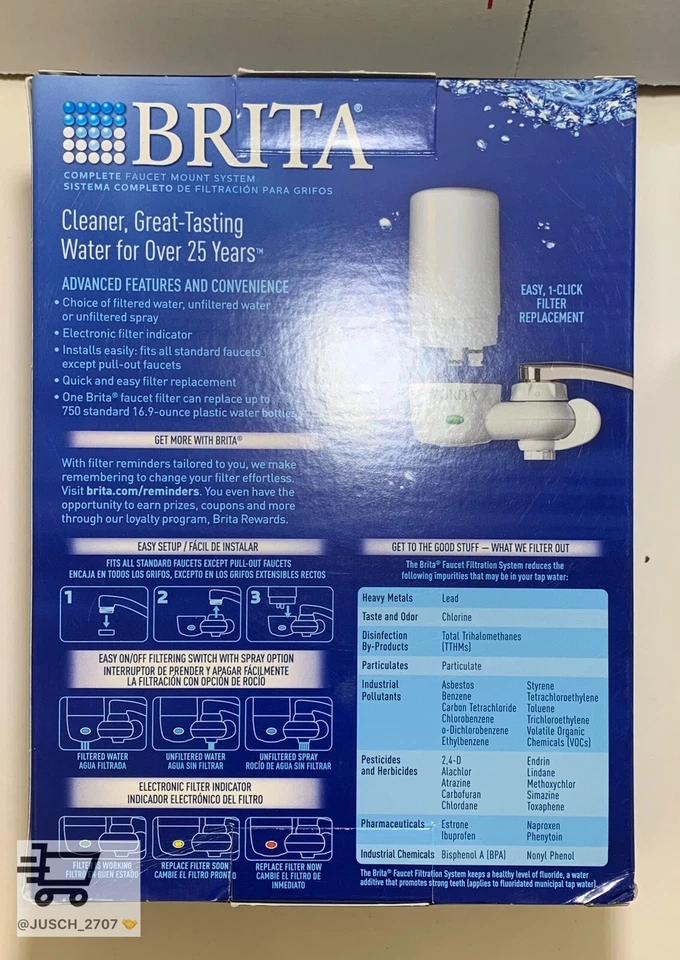 BRITA®
COMPLETE FAUCET MOUNT SYSTEM
SISTEMA COMPLETO DE FILTRACIÓN PARA GRIFOS
Cleaner, Great-Tasting
Water for Over 25 Years™
ADVANCED FEATURES AND CONVENIENCE
• Choice of filtered water, unfiltered water
or unfiltered spray
• Electronic filter indicator
• Installs easily: fits all standard faucets
except pull-out faucets
• Quick and easy filter replacement
• One Brita® faucet filter can replace up to
750 standard 16.9-ounce plastic water bottles
EASY, 1-CLICK
FILTER
REPLACEMENT
BRITA
GET MORE WITH BRITA®
With filter reminders tailored to you, we make
remembering to change your filter effortless.
Visit brita.com/reminders. You even have the
opportunity to earn prizes, coupons and more
through our loyalty program, Brita Rewards.
EASY SETUP / FÁCIL DE INSTALAR
FITS ALL STANDARD FAUCETS EXCEPT PULL-OUT FAUCETS
ENCAJA EN TODOS LOS GRIFOS, EXCEPTO EN LOS GRIFOS EXTENSIBLES RECTOS
1 2 3
EASY ON/OFF FILTERING SWITCH WITH SPRAY OPTION
INTERRUPTOR DE PRENDER Y APAGAR FÁCILMENTE
LA FILTRACIÓN CON OPCIÓN DE ROCÍO
FILTERED WATER
AGUA FILTRADA
UNFILTERED WATER
AGUA SIN FILTRAR
UNFILTERED SPRAY
ROCÍO DE AGUA SIN FILTRAR
ELECTRONIC FILTER INDICATOR
INDICADOR ELECTRÓNICO DEL FILTRO
FILTER IS WORKING
FILTRO EN BUEN ESTADO
REPLACE FILTER SOON
CAMBIE EL FILTRO PRONTO
REPLACE FILTER NOW
CAMBIE EL FILTRO DE
INMEDIATO
GET TO THE GOOD STUFF — WHAT WE FILTER OUT
The Brita® Faucet Filtration System reduces the
following impurities that may be in your tap water:
Heavy Metals Lead
Taste and Odor Chlorine
Disinfection Total Trihalomethanes
By-Products (TTHMs)
Particulates Particulate
Industrial Asbestos Styrene
Pollutants Benzene Tetrachloroethylene
Carbon Tetrachloride Toluene
Chlorobenzene Trichloroethylene
o-Dichlorobenzene Volatile Organic
Ethylbenzene Chemicals (VOCs)
Pesticides 2,4-D Endrin
and Herbicides Alachlor Lindane
Atrazine Methoxychlor
Carbofuran Simazine
Chlordane Toxaphene
Pharmaceuticals Estrone Naproxen
Ibuprofen Phenytoin
Industrial Chemicals Bisphenol A (BPA) Nonyl Phenol
The Brita® Faucet Filtration System keeps a healthy level of fluoride, a water
additive that promotes strong teeth (applies to fluoridated municipal tap water).
@JUSCH_2707